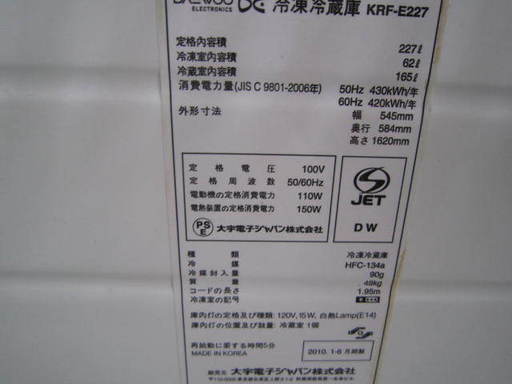 DAEWOO ELECTRONICS 冷凍冷蔵庫 KRF-E227
定格内容積 227ℓ
冷凍室内容積 62ℓ
冷蔵室内容積 165ℓ
消費電力量(JIS C 9801-2006年) 50Hz 430kWh/年
60Hz 420kWh/年
外形寸法 幅 545mm
奥行 584mm
高さ 1620mm
定格電圧 100V
定格周波数 50/60Hz
電動機の定格消費電力 110W
電熱装置の定格消費電力 150W
PSE 大宇電子ジャパン株式会社
S JET
DW
種類 冷凍冷蔵庫
冷媒 HFC-134a
冷媒封入量 90g
質量 49kg
コードの長さ 1.95m
冷凍室の記号
庫内灯の定格及び種類: 120V, 15W, 白熱Lamp(E14)
庫内灯の位置及び数量: 冷蔵室 1個
再始動に要する時間5分
MADE IN KOREA
2010. 1-6 月期製
販売元 大宇電子ジャパン株式会社